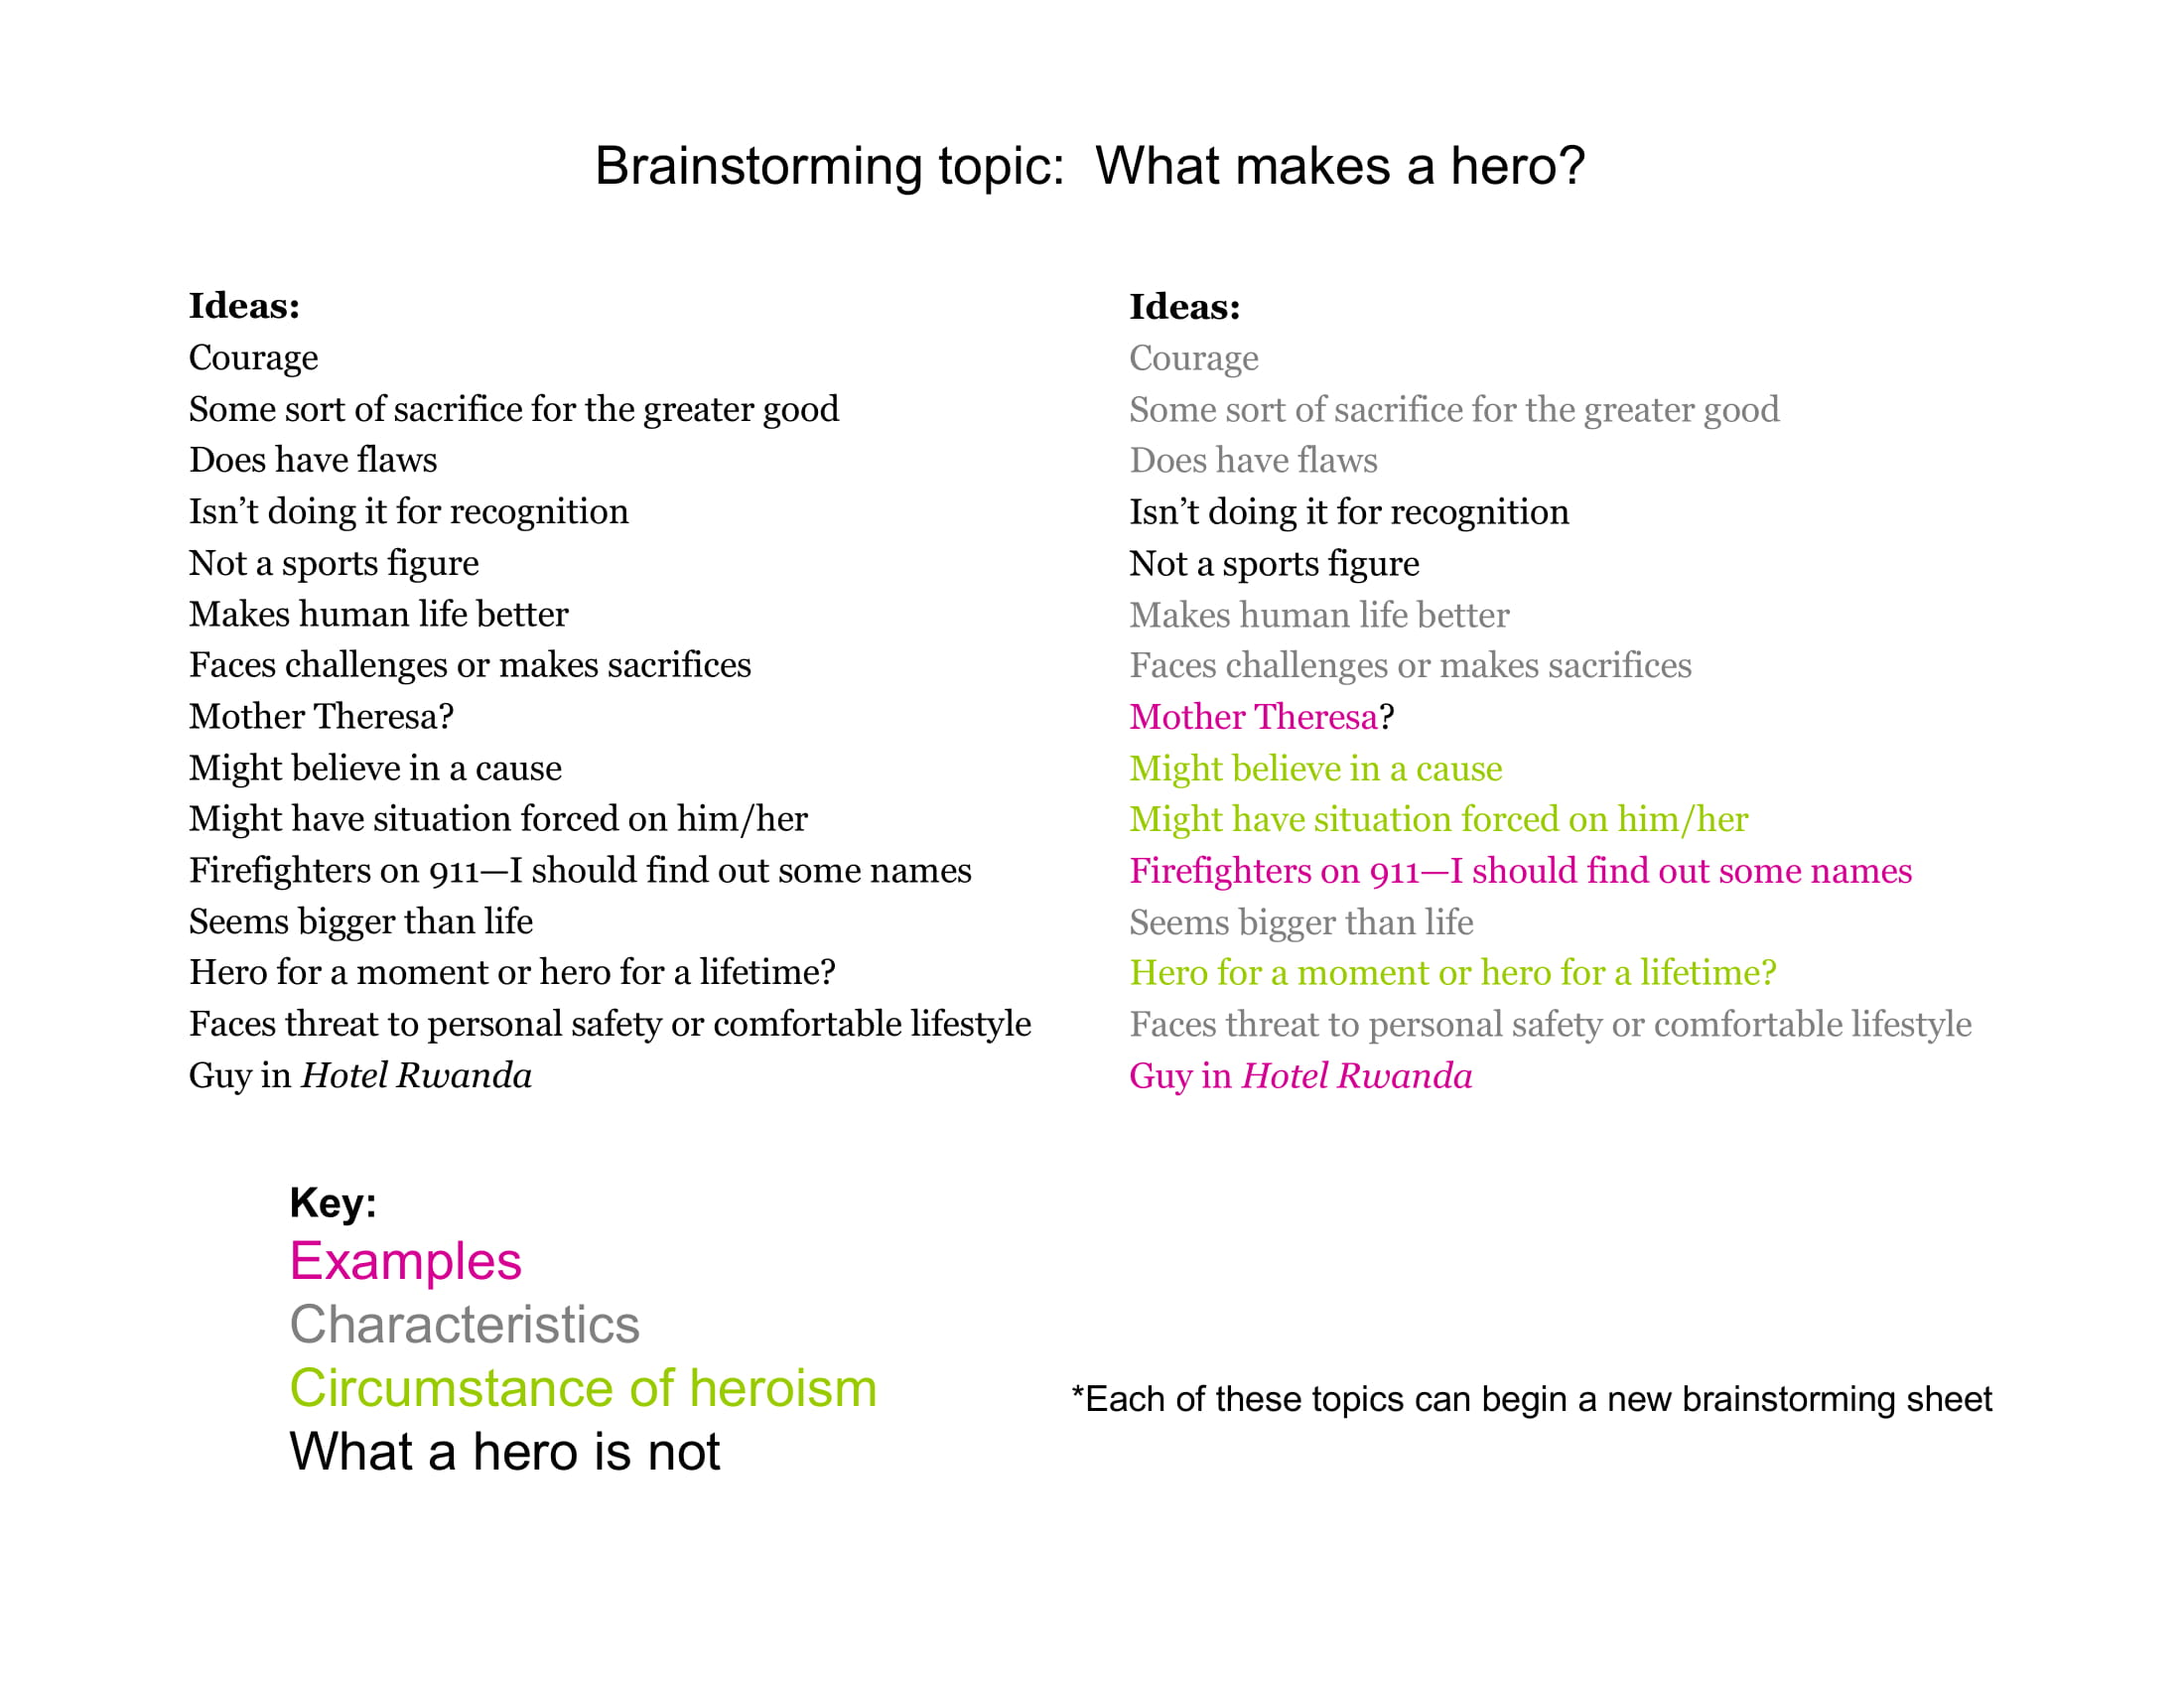 Brainstorming topic:  What makes a hero?
Ideas:
Courage
Some sort of sacrifice for the greater good
Does have flaws
Isn’t doing it for recognition
Not a sports figure
Makes human life better
Faces challenges or makes sacrifices
Mother Theresa?
Might believe in a cause
Might have situation forced on him/her
Firefighters on 911—I should find out some names
Seems bigger than life
Hero for a moment or hero for a lifetime?
Faces threat to personal safety or comfortable lifestyle
Guy in Hotel Rwanda
Ideas:
Courage
Some sort of sacrifice for the greater good
Does have flaws
Isn’t doing it for recognition
Not a sports figure
Makes human life better
Faces challenges or makes sacrifices
Mother Theresa?
Might believe in a cause
Might have situation forced on him/her
Firefighters on 911—I should find out some names
Seems bigger than life
Hero for a moment or hero for a lifetime?
Faces threat to personal safety or comfortable lifestyle
Guy in Hotel Rwanda
Key:
Examples
Characteristics
Circumstance of heroism
What a hero is not
*Each of these topics can begin a new brainstorming sheet